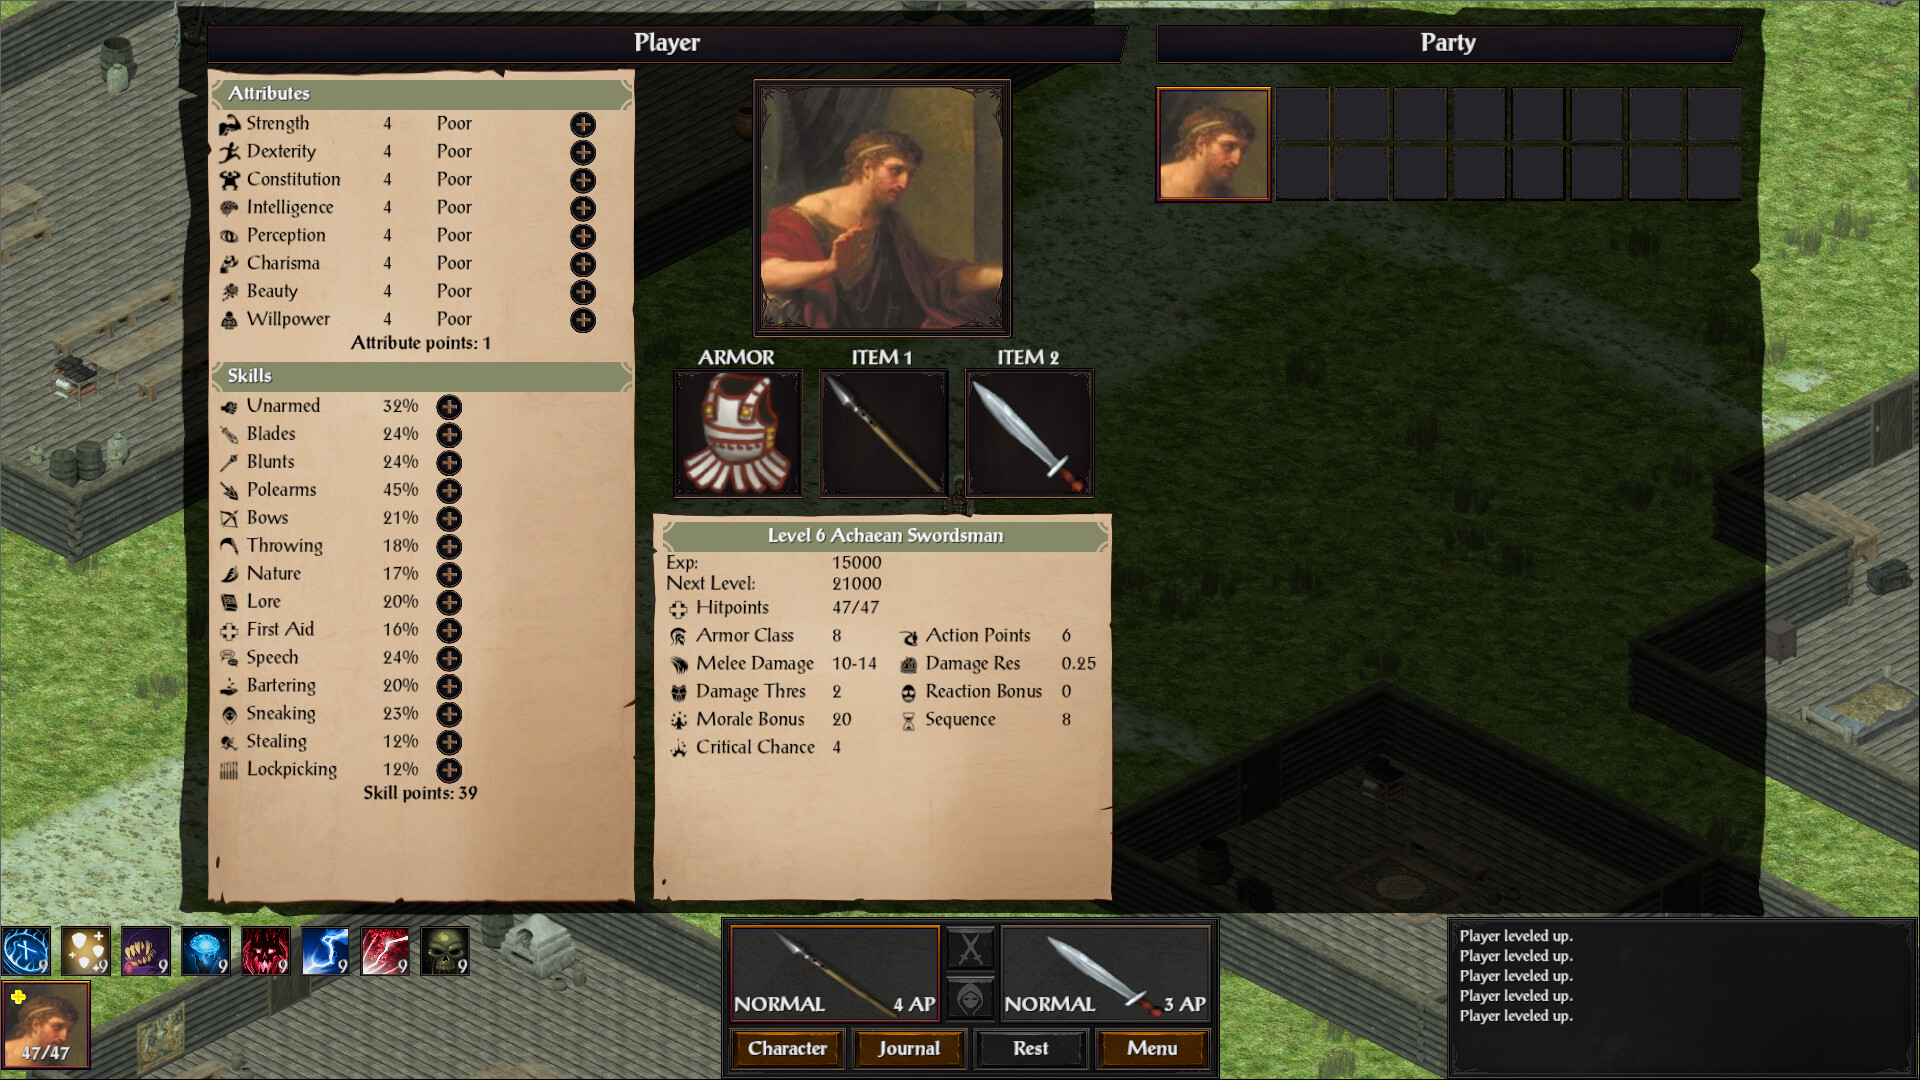 Player
Party
Attributes
Strength 4 Poor
Dexterity 4 Poor
Constitution 4 Poor
Intelligence 4 Poor
Perception 4 Poor
Charisma 4 Poor
Beauty 4 Poor
Willpower 4 Poor
Attribute points: 1
Skills
Unarmed 32%
Blades 24%
Blunts 24%
Polearms 45%
Bows 21%
Throwing 18%
Nature 17%
Lore 20%
First Aid 16%
Speech 24%
Bartering 20%
Sneaking 23%
Stealing 12%
Lockpicking 12%
Skill points: 39
ARMOR ITEM 1 ITEM 2
Level 6 Achaean Swordsman
Exp: 15000
Next Level: 21000
Hitpoints 47/47
Armor Class 8 Action Points 6
Melee Damage 10-14 Damage Res 0.25
Damage Thres 2 Reaction Bonus 0
Morale Bonus 20 Sequence 8
Critical Chance 4
9 9 9 9 9 9 9 9
47/47
NORMAL 4 AP
NORMAL 3 AP
Character Journal Rest Menu
Player leveled up.
Player leveled up.
Player leveled up.
Player leveled up.
Player leveled up.